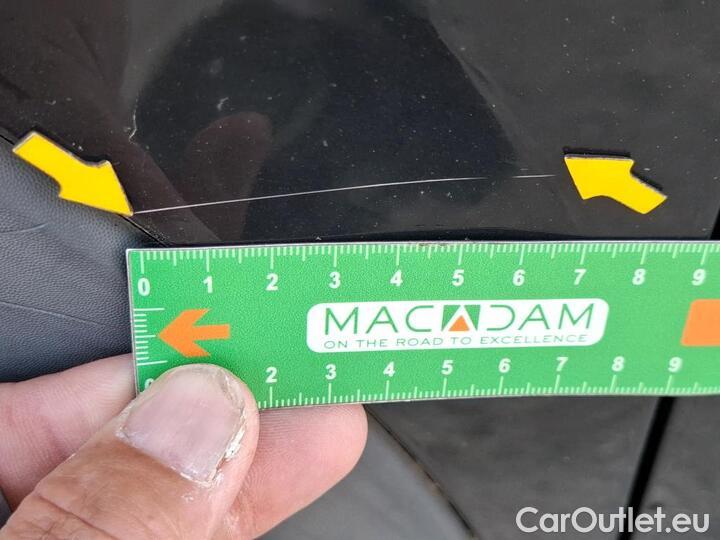 0 1 2 3 4 5 6 7 8 9
MACADAM
ON THE ROAD TO EXCELLENCE
2 3 4 5 6 7 8 9
CarOutlet.eu